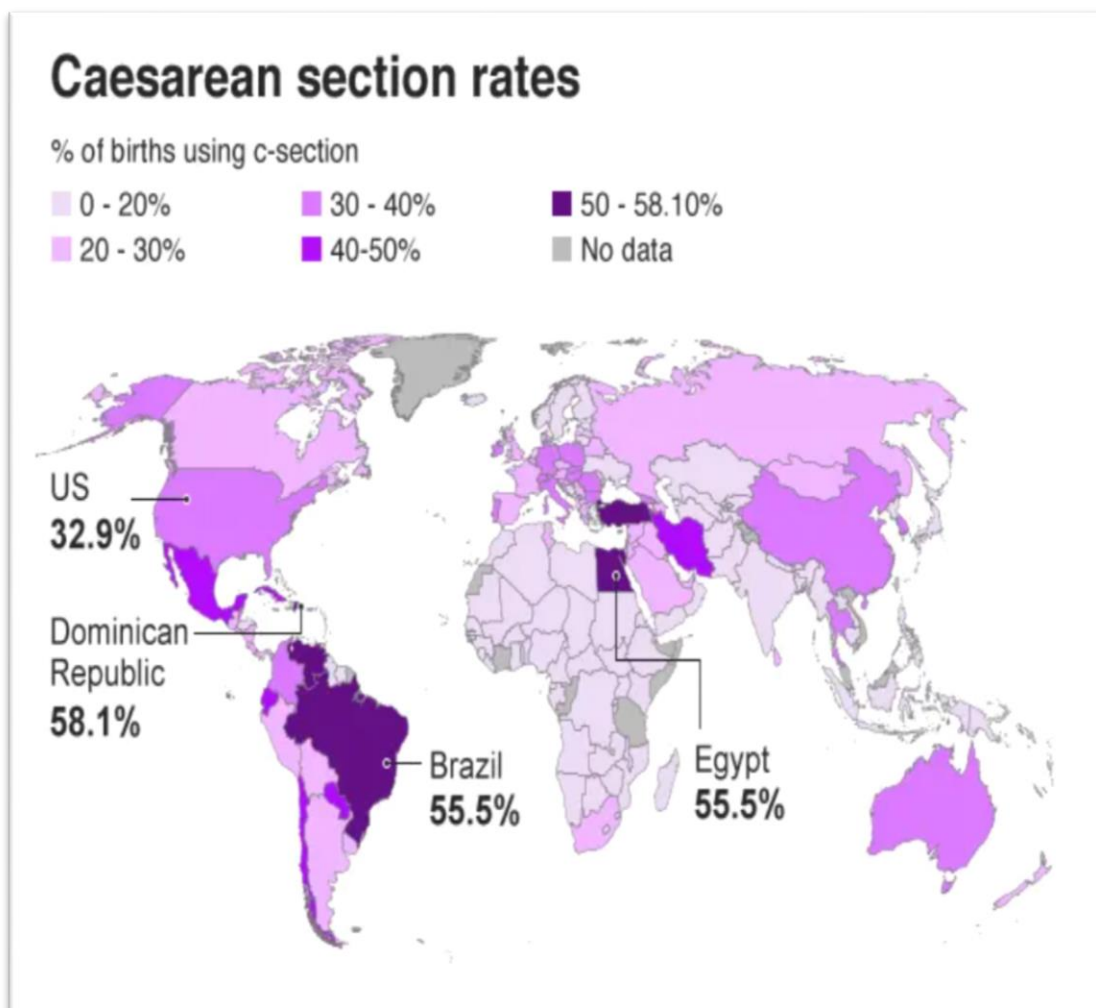 Caesarean section rates
% of births using c-section
0 - 20%
30 - 40%
50 - 58.10%
20 - 30%
40-50%
No data
US
32.9%
Dominican
Republic
58.1%
Brazil
55.5%
Egypt
55.5%